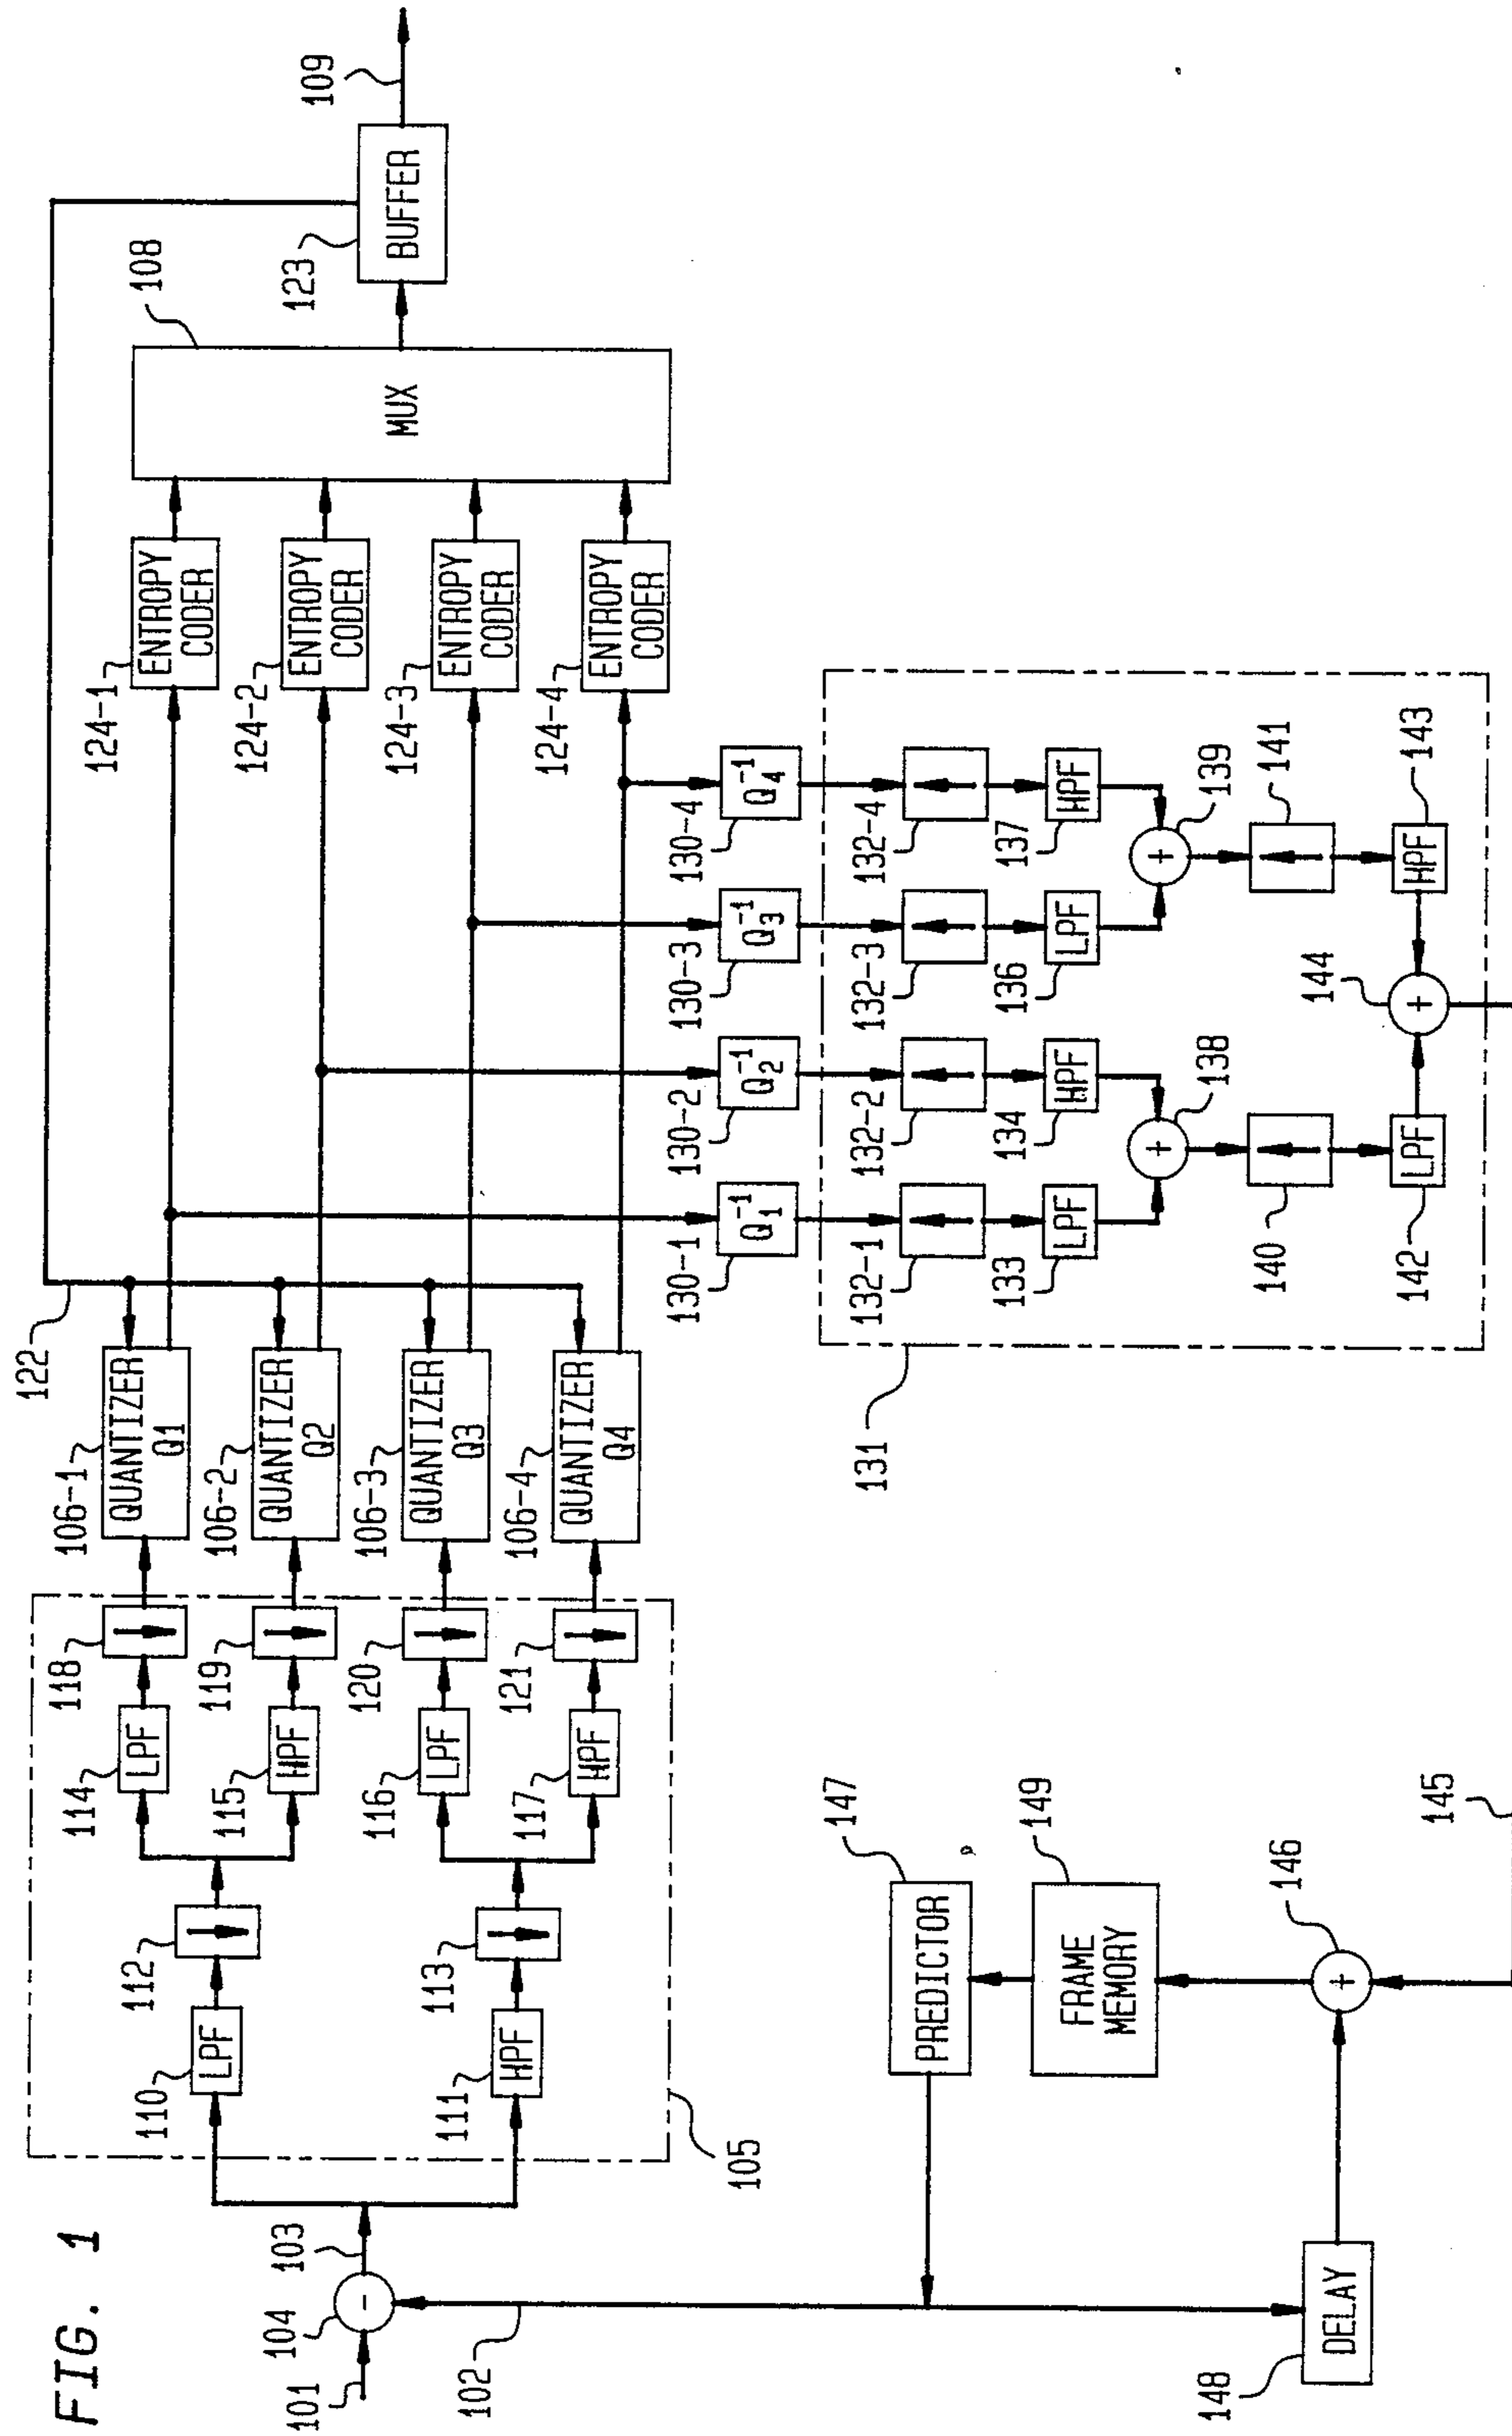 FIG. 1
101
104
103
102
105
110
LPF
112
111
HPF
113
114
LPF
118
115
HPF
119
116
LPF
120
117
HPF
121
106-1
QUANTIZER
Q1
106-2
QUANTIZER
Q2
106-3
QUANTIZER
Q3
106-4
QUANTIZER
Q4
122
124-1
ENTROPY
CODER
124-2
ENTROPY
CODER
124-3
ENTROPY
CODER
124-4
ENTROPY
CODER
108
MUX
123
BUFFER
109
130-1
Q₁⁻¹
130-2
Q₂⁻¹
130-3
Q₃⁻¹
130-4
Q₄⁻¹
131
132-1
132-2
132-3
132-4
133
LPF
134
HPF
136
LPF
137
HPF
+
138
+
139
140
141
142
LPF
144
+
143
HPF
147
PREDICTOR
149
FRAME
MEMORY
146
+
145
148
DELAY
-